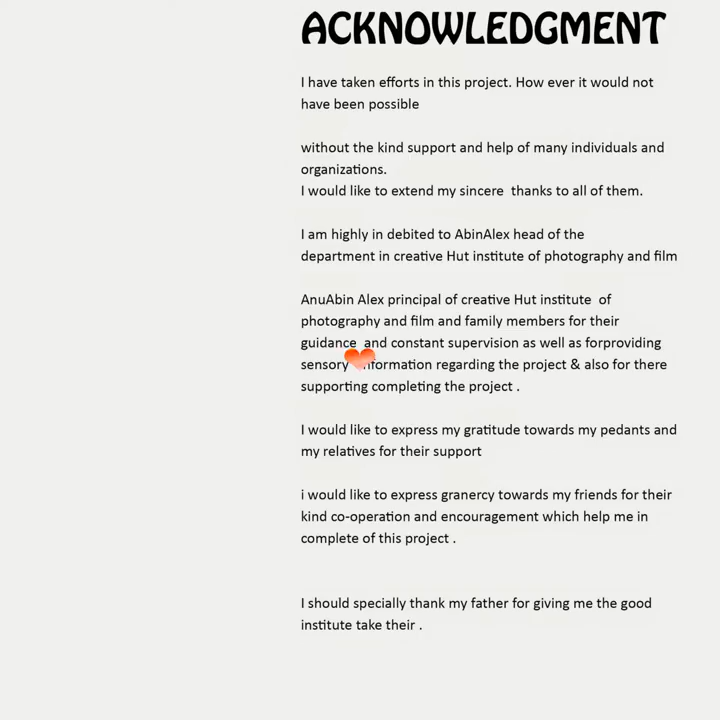 ACKNOWLEDGMENT
I have taken efforts in this project. How ever it would not
have been possible
without the kind support and help of many individuals and
organizations.
I would like to extend my sincere thanks to all of them.
I am highly in debited to AbinAlex head of the
department in creative Hut institute of photography and film
AnuAbin Alex principal of creative Hut institute of
photography and film and family members for their
guidance and constant supervision as well as forproviding
sensory information regarding the project & also for there
supporting completing the project .
I would like to express my gratitude towards my pedants and
my relatives for their support
i would like to express granercy towards my friends for their
kind co-operation and encouragement which help me in
complete of this project .
I should specially thank my father for giving me the good
institute take their .